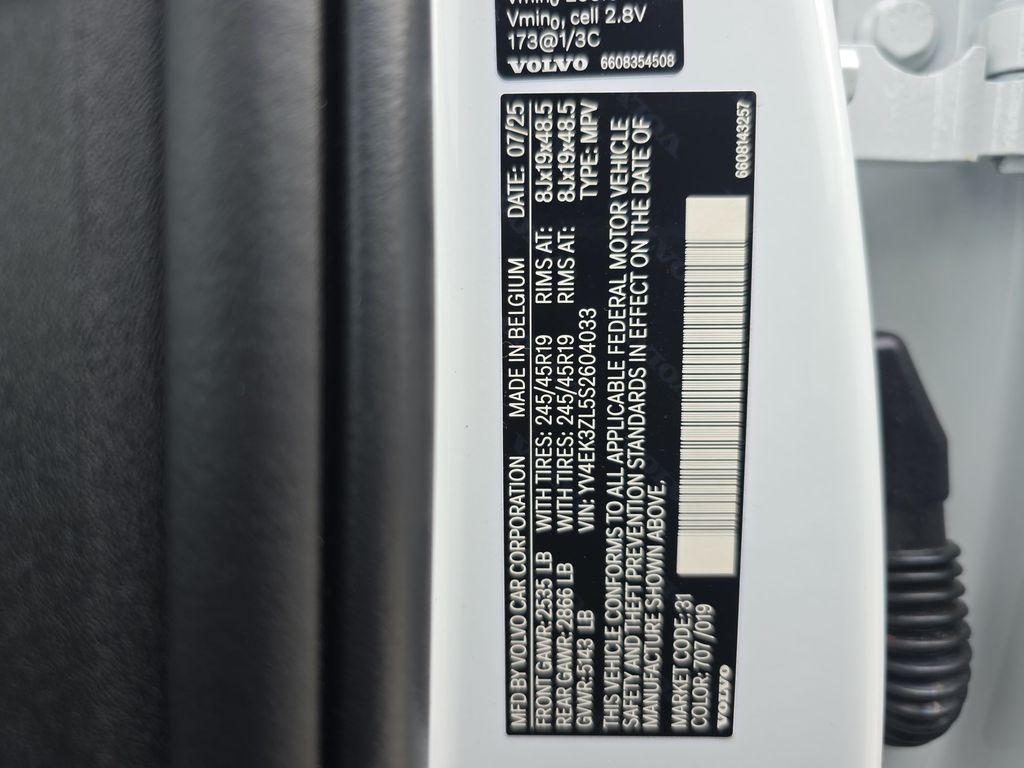 Vmin₀, cell 2.8V
173@1/3C
VOLVO 6608354508
MFD BY VOLVO CAR CORPORATION MADE IN BELGIUM DATE: 07/25
FRONT GAWR: 2535 LB WITH TIRES: 245/45R19 RIMS AT: 8Jx19x48.5
REAR GAWR: 2866 LB WITH TIRES: 245/45R19 RIMS AT: 8Jx19x48.5
GVWR: 5143 LB VIN: YV4EK3ZL5S2604033 TYPE: MPV
THIS VEHICLE CONFORMS TO ALL APPLICABLE FEDERAL MOTOR VEHICLE
SAFETY AND THEFT PREVENTION STANDARDS IN EFFECT ON THE DATE OF
MANUFACTURE SHOWN ABOVE.
MARKET CODE: 31
COLOR: 707 / 019
VOLVO 6608143257